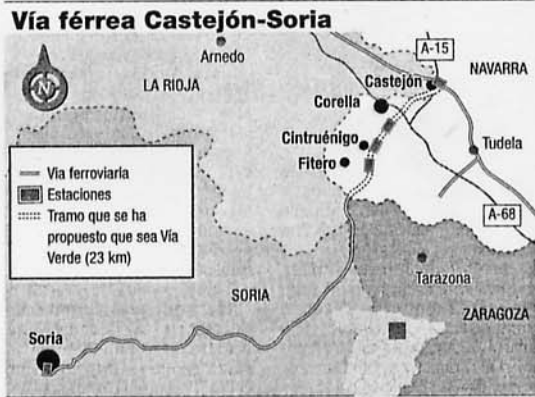 Vía férrea Castejón-Soria
A-15
Arnedo
NAVARRA
LA RIOJA
Castejón
Corella
Cintruénigo
Tudela
Fitero
Via ferroviaria
Estaciones
Tramo que se ha
propuesto que sea Vía
Verde (23 km)
A-68
Tarazona
SORIA
ZARAGOZA
Soria
N